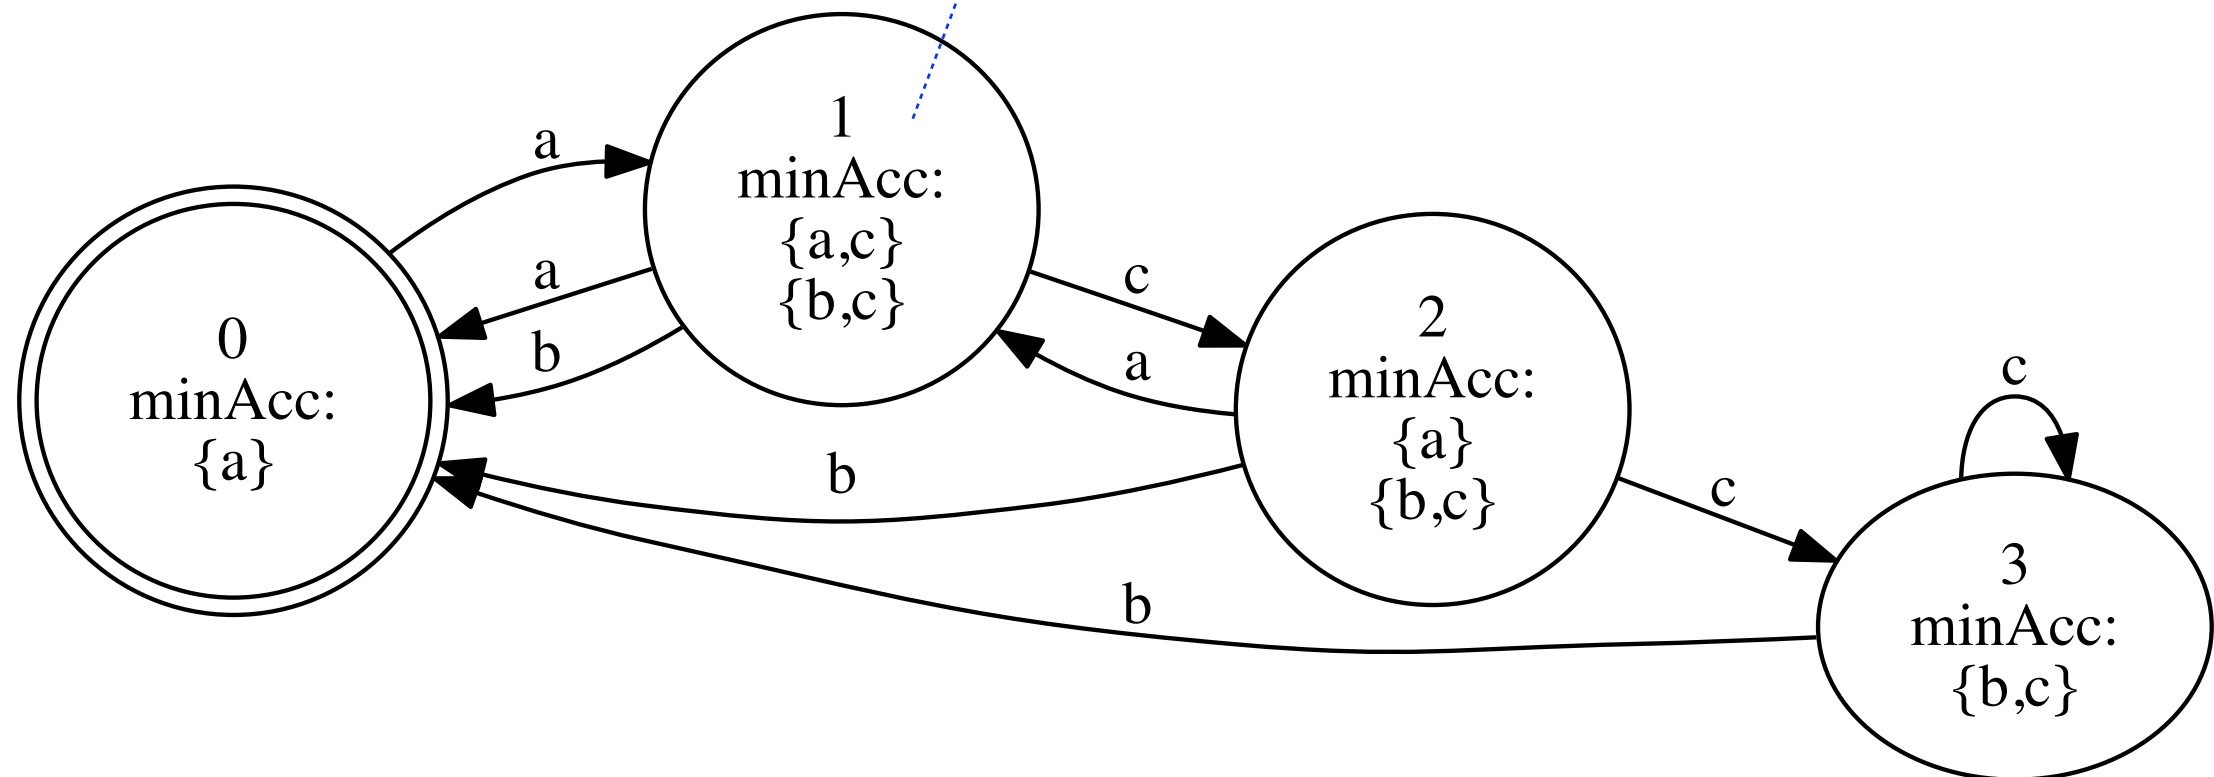 a
1
minAcc:
{a,c}
{b,c}
a
b
c
a
0
minAcc:
{a}
2
minAcc:
{a}
{b,c}
b
b
c
c
3
minAcc:
{b,c}